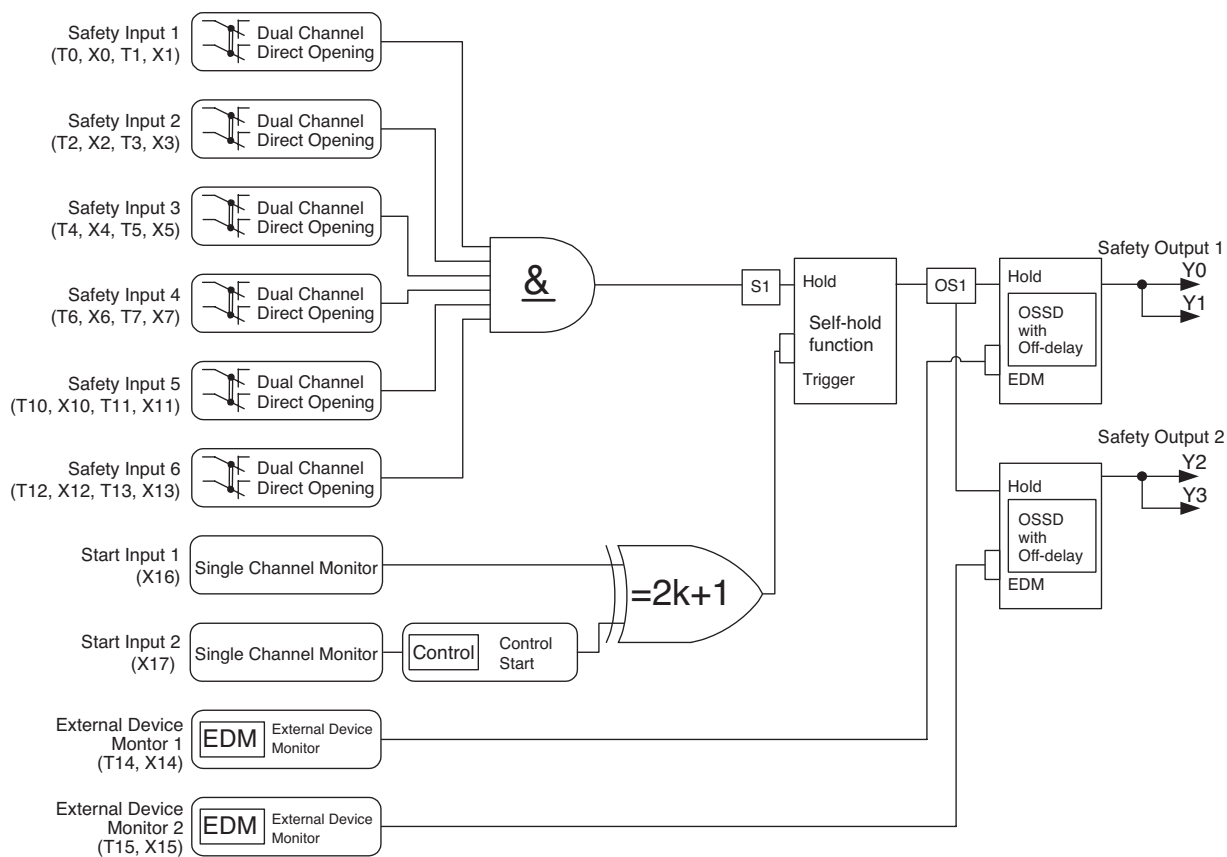 Safety Input 1
(T0, X0, T1, X1)
Dual Channel
Direct Opening
Safety Input 2
(T2, X2, T3, X3)
Dual Channel
Direct Opening
Safety Input 3
(T4, X4, T5, X5)
Dual Channel
Direct Opening
Safety Input 4
(T6, X6, T7, X7)
Dual Channel
Direct Opening
Safety Input 5
(T10, X10, T11, X11)
Dual Channel
Direct Opening
Safety Input 6
(T12, X12, T13, X13)
Dual Channel
Direct Opening
&
S1
Hold
Self-hold
function
Trigger
OS1
Hold
OSSD
with
Off-delay
EDM
Safety Output 1
Y0
Y1
Hold
OSSD
with
Off-delay
EDM
Safety Output 2
Y2
Y3
Start Input 1
(X16)
Single Channel Monitor
=2k+1
Start Input 2
(X17)
Single Channel Monitor
Control
Control
Start
External Device
Montor 1
(T14, X14)
EDM
External Device
Monitor
External Device
Monitor 2
(T15, X15)
EDM
External Device
Monitor